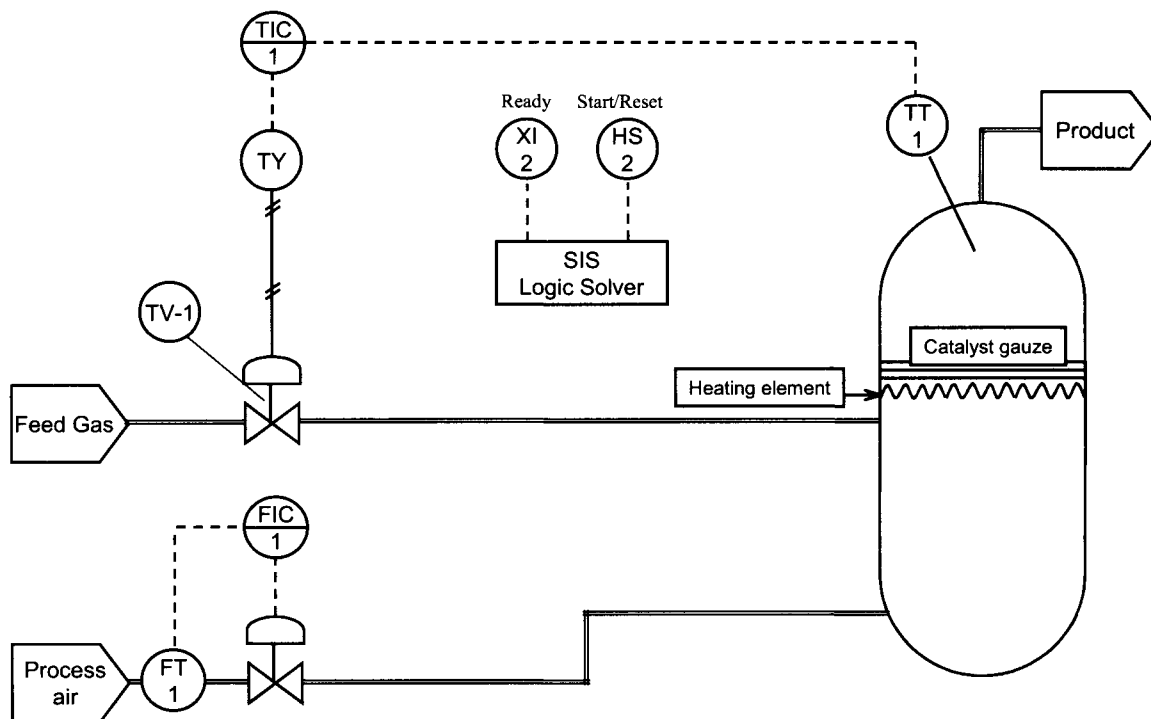 TIC
1
TY
TV-1
Ready
Start/Reset
XI
2
HS
2
SIS
Logic Solver
TT
1
Product
Catalyst gauze
Heating element
Feed Gas
FIC
1
Process
air
FT
1